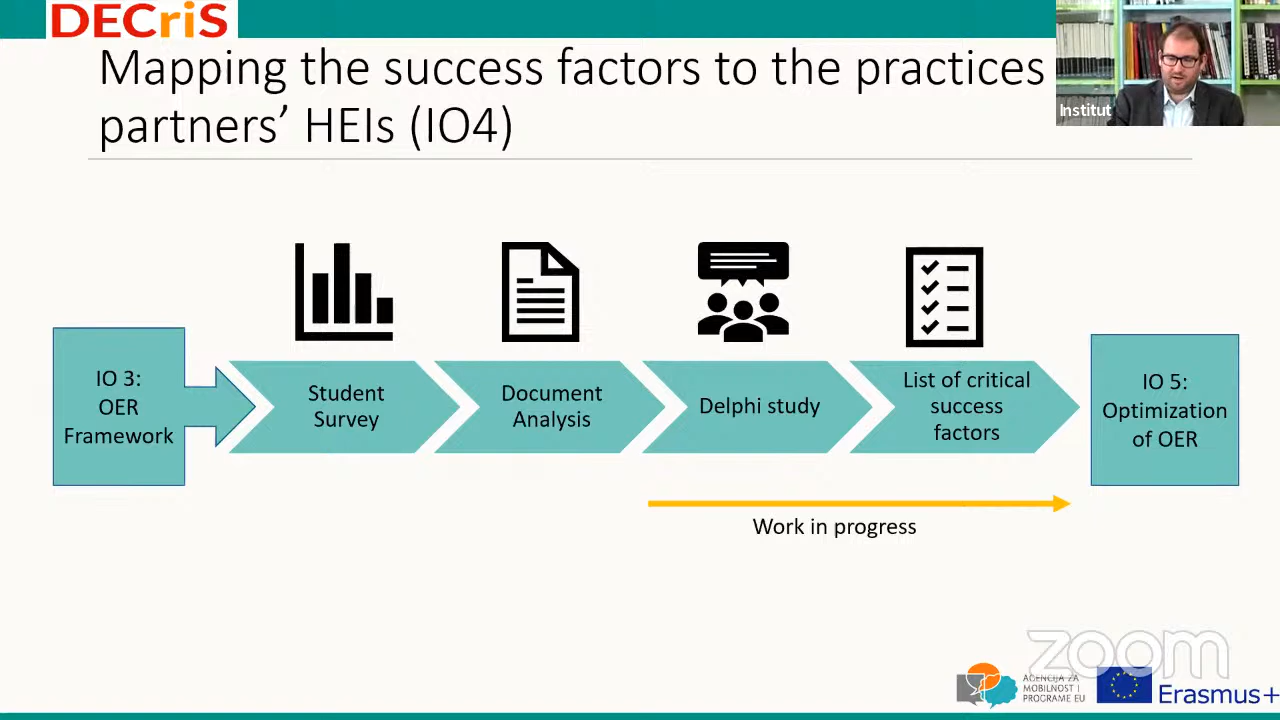 DECriS
Mapping the success factors to the practices
partners’ HEIs (IO4)
Institut
IO 3:
OER
Framework
Student
Survey
Document
Analysis
Delphi study
List of critical
success
factors
IO 5:
Optimization
of OER
Work in progress
zoom
AGENCIJA ZA
MOBILNOST I
PROGRAME EU
Erasmus+